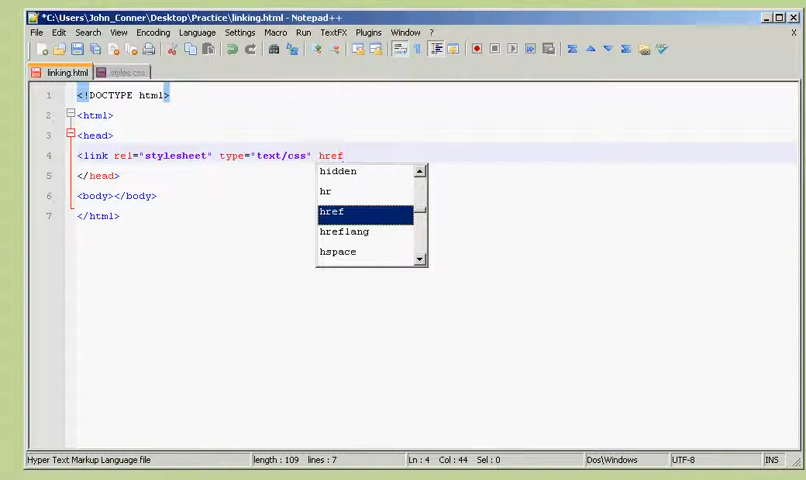 *C:\Users\John_Conner\Desktop\Practice\linking.html - Notepad++
File Edit Search View Encoding Language Settings Macro Run TextFX Plugins Window ? X
linking.html styles.css
1 <!DOCTYPE html>
2 <html>
3 <head>
4 <link rel="stylesheet" type="text/css" href
5 </head>
6 <body></body>
7 </html>
hidden
hr
href
hreflang
hspace
Hyper Text Markup Language file length : 109 lines : 7 Ln : 4 Col : 44 Sel : 0 Dos\Windows UTF-8 INS